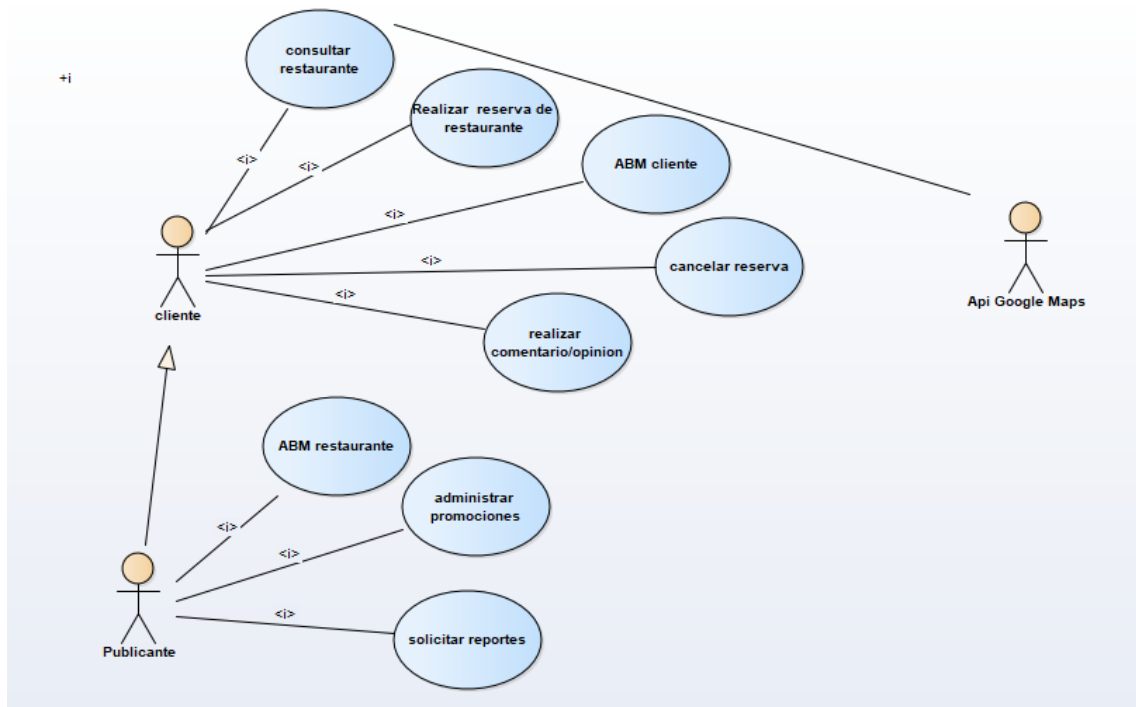 consultar
restaurante
+i
Realizar reserva de
restaurante
<i>
<i>
ABM cliente
<i>
cancelar reserva
<i>
Api Google Maps
cliente
<i>
realizar
comentario/opinion
ABM restaurante
administrar
promociones
<i>
<i>
<i>
solicitar reportes
Publicante